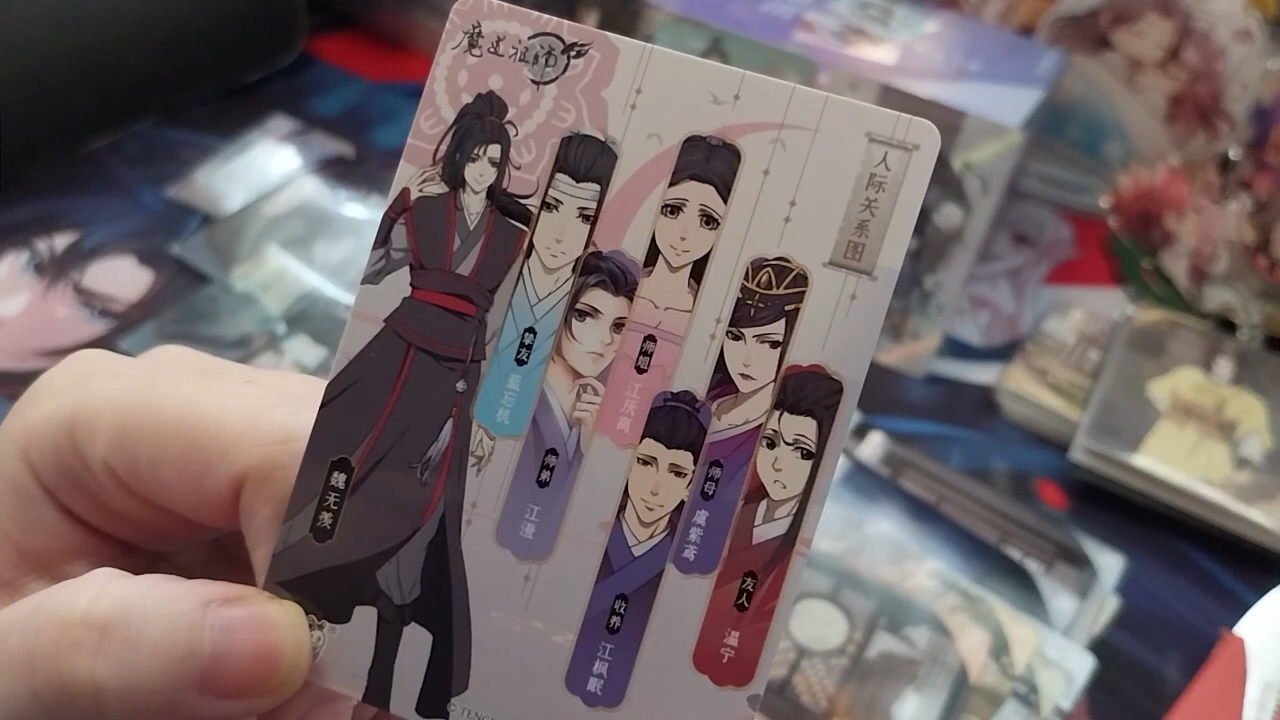 魔道祖师
人际关系图
魏无羡
挚友
蓝忘机
师弟
江澄
师姐
江厌离
收养
江枫眠
师母
虞紫鸢
友人
温宁
© TENC